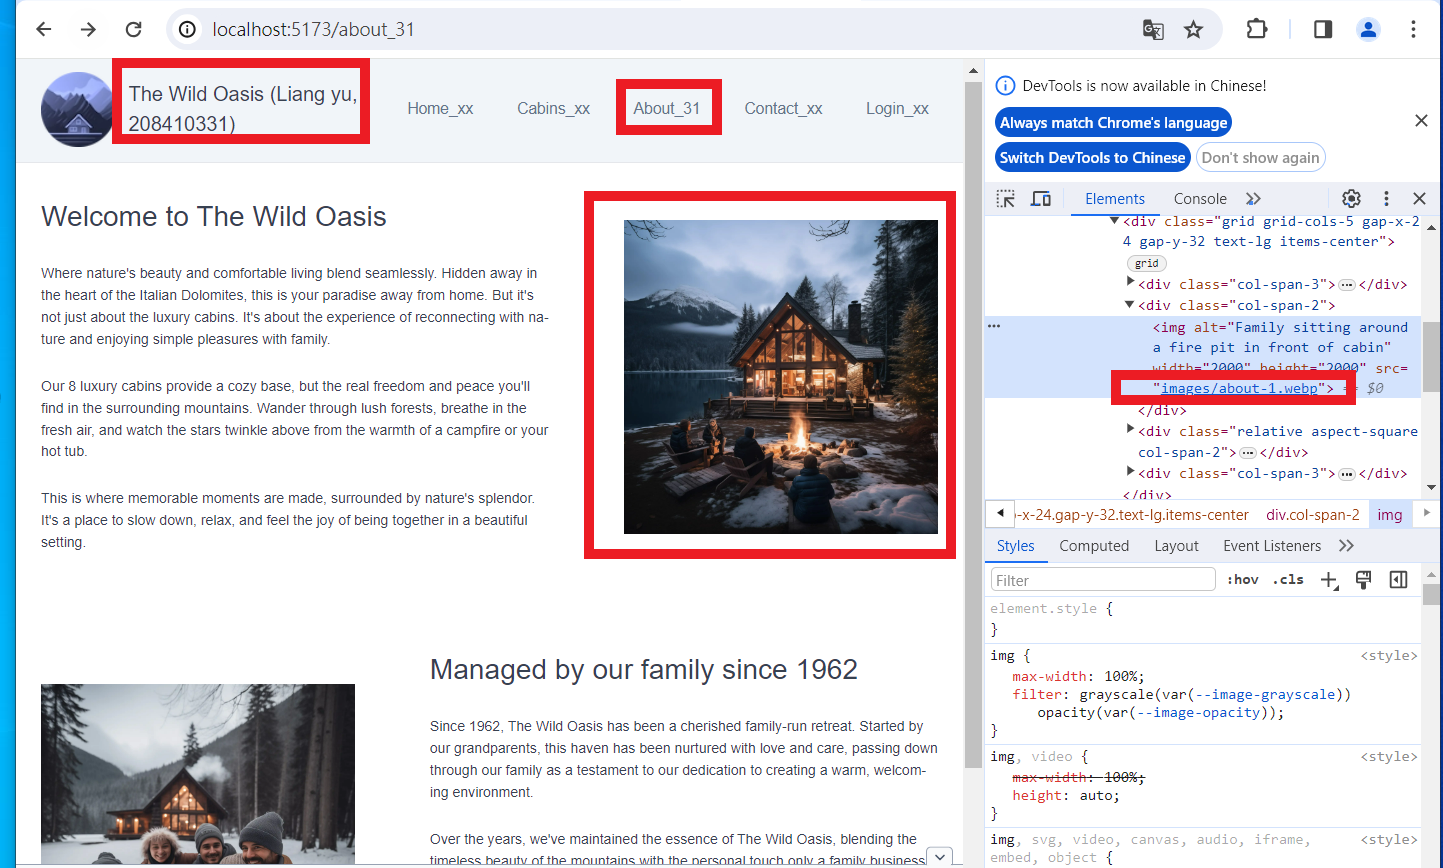 localhost:5173/about_31
The Wild Oasis (Liang yu,
208410331)
Home_xx
Cabins_xx
About_31
Contact_xx
Login_xx
Welcome to The Wild Oasis
Where nature's beauty and comfortable living blend seamlessly. Hidden away in
the heart of the Italian Dolomites, this is your paradise away from home. But it's
not just about the luxury cabins. It's about the experience of reconnecting with na-
ture and enjoying simple pleasures with family.
Our 8 luxury cabins provide a cozy base, but the real freedom and peace you'll
find in the surrounding mountains. Wander through lush forests, breathe in the
fresh air, and watch the stars twinkle above from the warmth of a campfire or your
hot tub.
This is where memorable moments are made, surrounded by nature's splendor.
It's a place to slow down, relax, and feel the joy of being together in a beautiful
setting.
Managed by our family since 1962
Since 1962, The Wild Oasis has been a cherished family-run retreat. Started by
our grandparents, this haven has been nurtured with love and care, passing down
through our family as a testament to our dedication to creating a warm, welcom-
ing environment.
Over the years, we've maintained the essence of The Wild Oasis, blending the
timeless beauty of the mountains with the personal touch only a family business
DevTools is now available in Chinese!
Always match Chrome's language
Switch DevTools to Chinese
Don't show again
Elements
Console
<div class="grid grid-cols-5 gap-x-2
4 gap-y-32 text-lg items-center">
grid
<div class="col-span-3">…</div>
<div class="col-span-2">
<img alt="Family sitting around
a fire pit in front of cabin"
width="2000" height="2000" src=
"images/about-1.webp"> == $0
</div>
<div class="relative aspect-square
col-span-2">…</div>
<div class="col-span-3">…</div>
</div>
-x-24.gap-y-32.text-lg.items-center
div.col-span-2
img
Styles
Computed
Layout
Event Listeners
Filter
:hov
.cls
element.style {
}
img {
<style>
max-width: 100%;
filter: grayscale(var(--image-grayscale))
opacity(var(--image-opacity));
}
img, video {
<style>
max-width: 100%;
height: auto;
}
img, svg, video, canvas, audio, iframe,
<style>
embed, object {